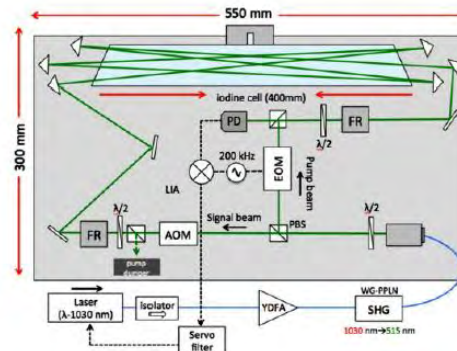 550 mm
300 mm
iodine cell (400mm)
PD
λ/2
FR
200 kHz
EOM
Pump beam
LIA
λ/2
Signal beam
λ/2
FR
AOM
PBS
pump
dumper
Laser
(λ-1030 nm)
Isolator
YDFA
WG-PPLN
SHG
1030 nm→515 nm
Servo
filter